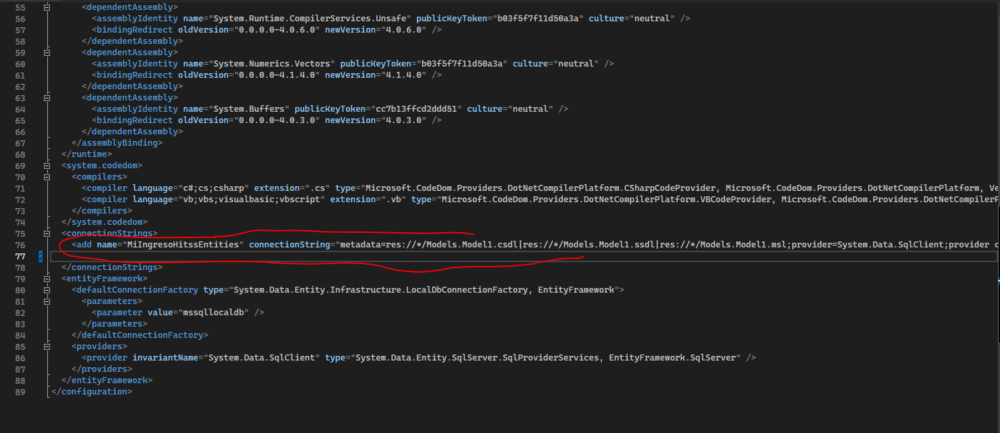 55 <dependentAssembly>
56 <assemblyIdentity name="System.Runtime.CompilerServices.Unsafe" publicKeyToken="b03f5f7f11d50a3a" culture="neutral" />
57 <bindingRedirect oldVersion="0.0.0.0-4.0.6.0" newVersion="4.0.6.0" />
58 </dependentAssembly>
59 <dependentAssembly>
60 <assemblyIdentity name="System.Numerics.Vectors" publicKeyToken="b03f5f7f11d50a3a" culture="neutral" />
61 <bindingRedirect oldVersion="0.0.0.0-4.1.4.0" newVersion="4.1.4.0" />
62 </dependentAssembly>
63 <dependentAssembly>
64 <assemblyIdentity name="System.Buffers" publicKeyToken="cc7b13ffcd2ddd51" culture="neutral" />
65 <bindingRedirect oldVersion="0.0.0.0-4.0.3.0" newVersion="4.0.3.0" />
66 </dependentAssembly>
67 </assemblyBinding>
68 </runtime>
69 <system.codedom>
70 <compilers>
71 <compiler language="c#;cs;csharp" extension=".cs" type="Microsoft.CodeDom.Providers.DotNetCompilerPlatform.CSharpCodeProvider, Microsoft.CodeDom.Providers.DotNetCompilerPlatform, Ve
72 <compiler language="vb;vbs;visualbasic;vbscript" extension=".vb" type="Microsoft.CodeDom.Providers.DotNetCompilerPlatform.VBCodeProvider, Microsoft.CodeDom.Providers.DotNetCompilerP
73 </compilers>
74 </system.codedom>
75 <connectionStrings>
76 <add name="MiIngresoHitssEntities" connectionString="metadata=res://*/Models.Model1.csdl|res://*/Models.Model1.ssdl|res://*/Models.Model1.msl;provider=System.Data.SqlClient;provider c
77
78 </connectionStrings>
79 <entityFramework>
80 <defaultConnectionFactory type="System.Data.Entity.Infrastructure.LocalDbConnectionFactory, EntityFramework">
81 <parameters>
82 <parameter value="mssqllocaldb" />
83 </parameters>
84 </defaultConnectionFactory>
85 <providers>
86 <provider invariantName="System.Data.SqlClient" type="System.Data.Entity.SqlServer.SqlProviderServices, EntityFramework.SqlServer" />
87 </providers>
88 </entityFramework>
89 </configuration>